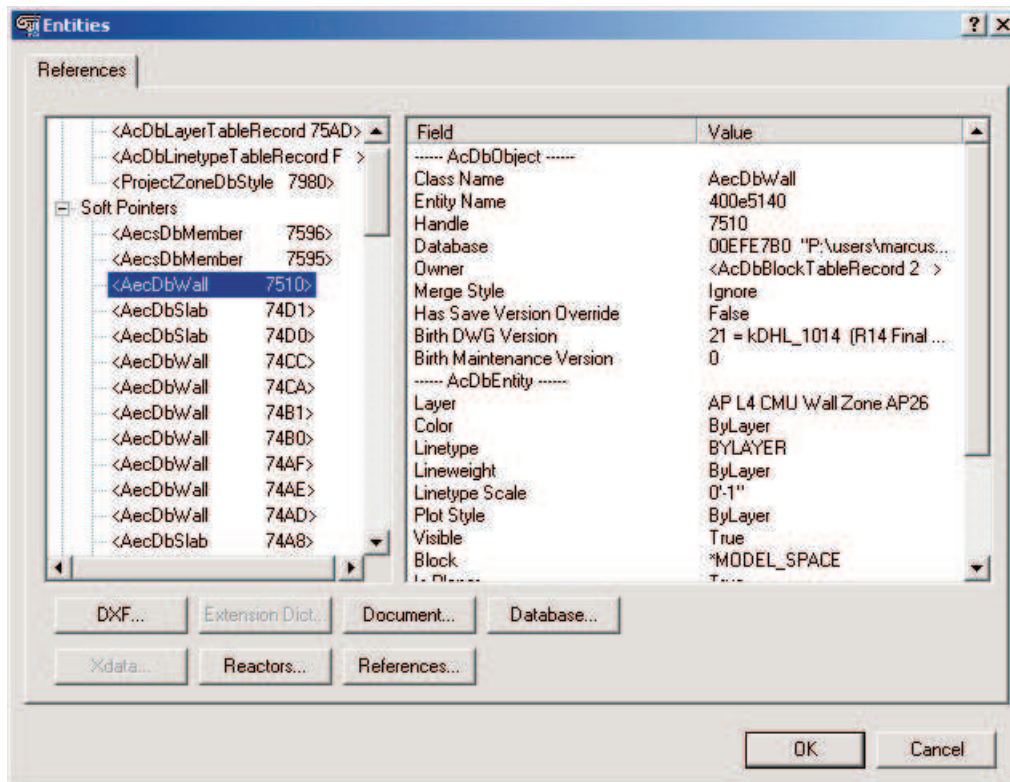 Entities
References
<AcDbLayerTableRecord 75AD>
<AcDbLinetypeTableRecord F >
<ProjectZoneDbStyle 7980>
Soft Pointers
<AecsDbMember 7596>
<AecsDbMember 7595>
<AecDbWall 7510>
<AecDbSlab 74D1>
<AecDbSlab 74D0>
<AecDbWall 74CC>
<AecDbWall 74CA>
<AecDbWall 74B1>
<AecDbWall 74B0>
<AecDbWall 74AF>
<AecDbWall 74AE>
<AecDbWall 74AD>
<AecDbSlab 74A8>
Field Value
------ AcDbObject ------
Class Name AecDbWall
Entity Name 400e5140
Handle 7510
Database 00EFE7B0 "P:\users\marcus...
Owner <AcDbBlockTableRecord 2 >
Merge Style Ignore
Has Save Version Override False
Birth DWG Version 21 = kDHL_1014 (R14 Final ...
Birth Maintenance Version 0
------ AcDbEntity ------
Layer AP L4 CMU Wall Zone AP26
Color ByLayer
Linetype BYLAYER
Lineweight ByLayer
Linetype Scale 0'-1"
Plot Style ByLayer
Visible True
Block *MODEL_SPACE
DXF... Extension Dict... Document... Database...
Xdata... Reactors... References...
OK Cancel